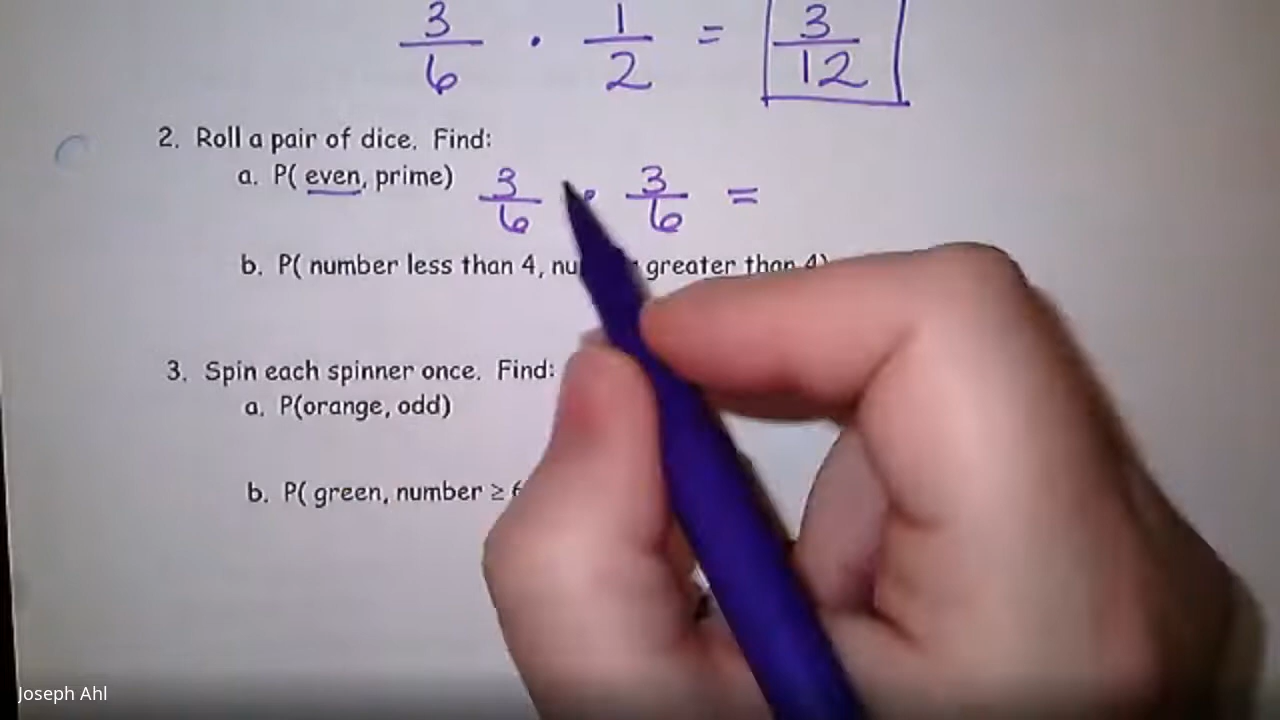 3/6 · 1/2 = 3/12
2. Roll a pair of dice. Find:
a. P( even, prime) 3/6 · 3/6 =
b. P( number less than 4, greater than 4)
3. Spin each spinner once. Find:
a. P(orange, odd)
b. P( green, number ≥
Joseph Ahl